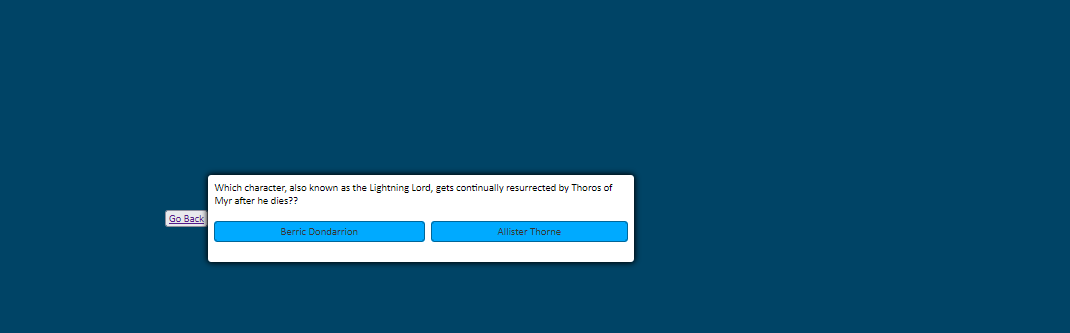 Which character, also known as the Lightning Lord, gets continually resurrected by Thoros of
Myr after he dies??
Go Back
Berric Dondarrion
Allister Thorne